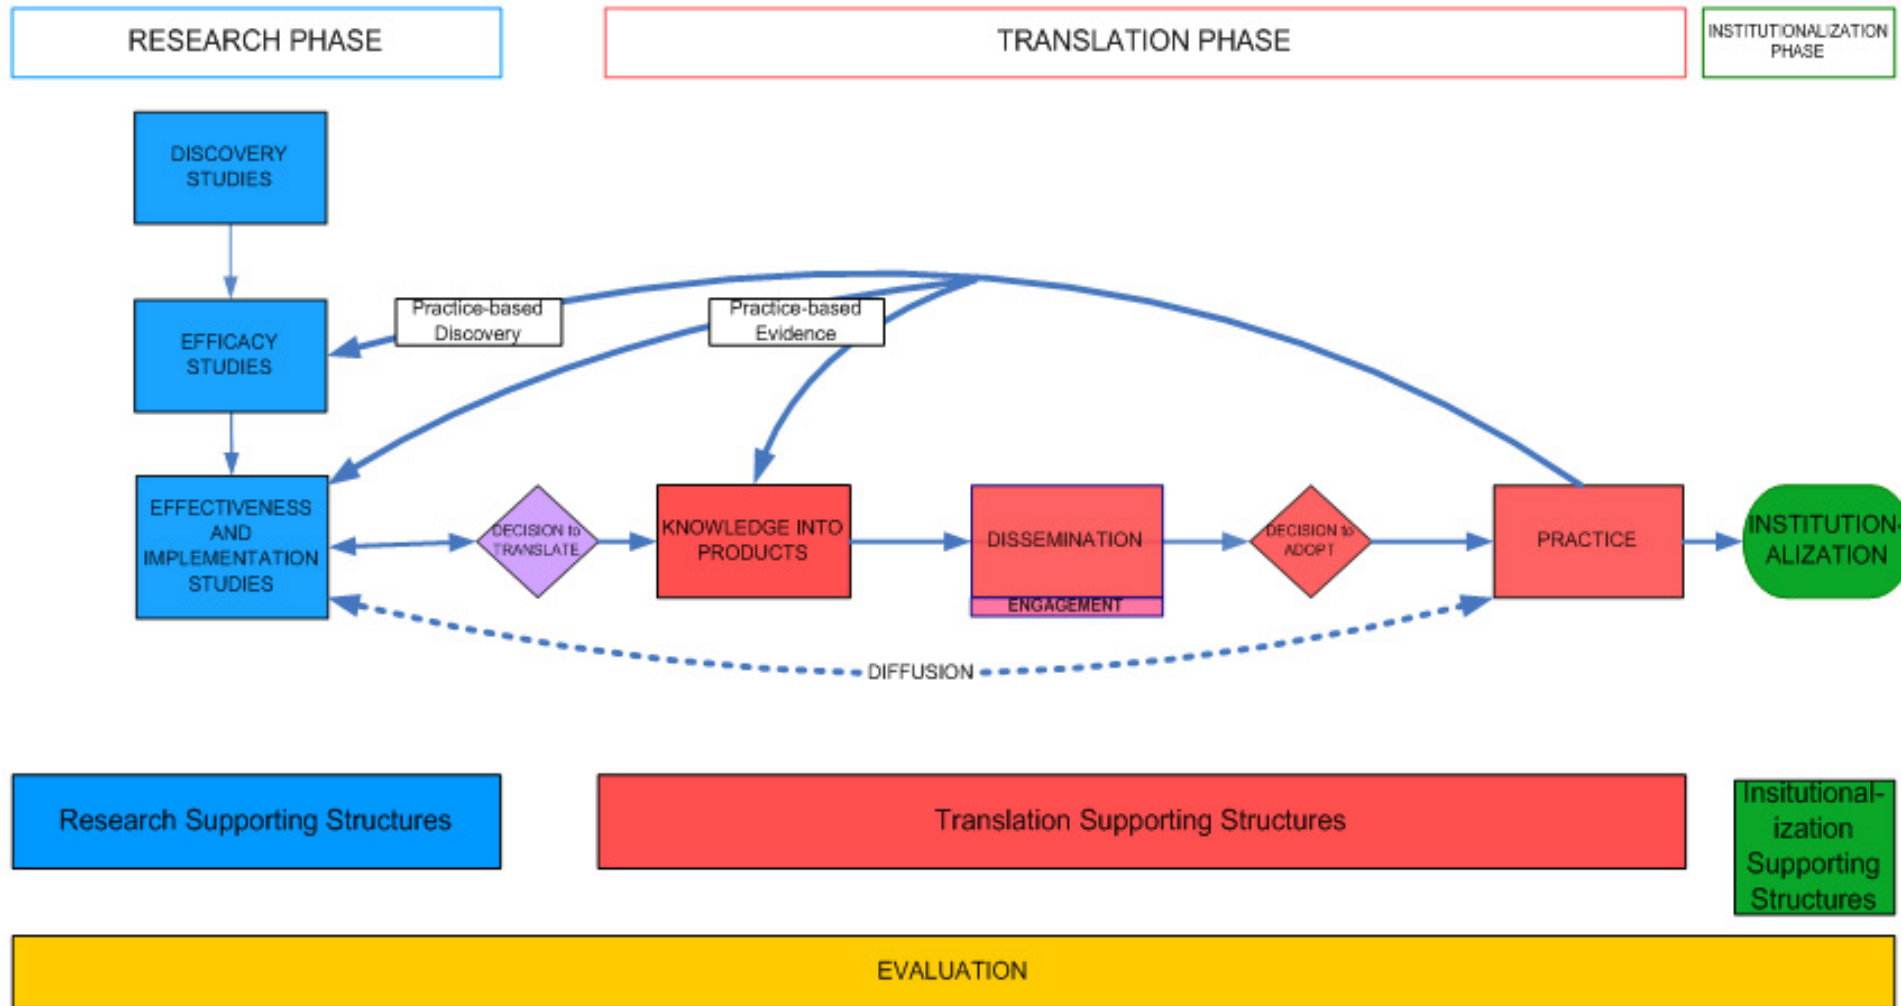 RESEARCH PHASE
TRANSLATION PHASE
INSTITUTIONALIZATION
PHASE
DISCOVERY
STUDIES
Practice-based
Discovery
Practice-based
Evidence
EFFICACY
STUDIES
EFFECTIVENESS
AND
IMPLEMENTATION
STUDIES
DECISION to
TRANSLATE
KNOWLEDGE INTO
PRODUCTS
DISSEMINATION
ENGAGEMENT
DECISION to
ADOPT
PRACTICE
INSTITUTION-
ALIZATION
DIFFUSION
Research Supporting Structures
Translation Supporting Structures
Insitutional-
ization
Supporting
Structures
EVALUATION